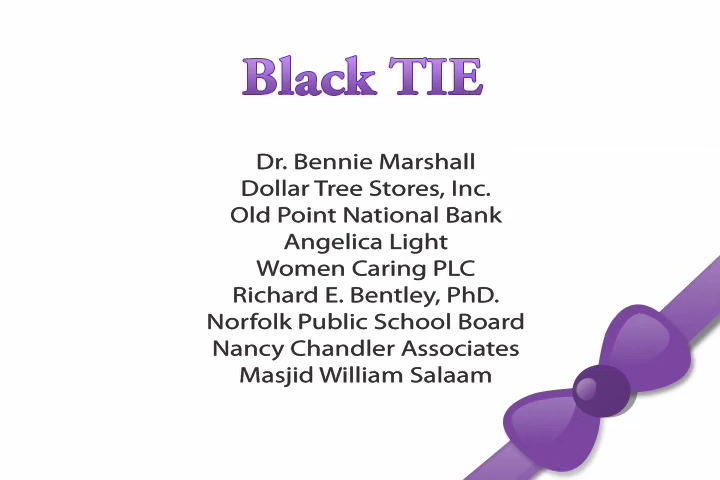 Black TIE
Dr. Bennie Marshall
Dollar Tree Stores, Inc.
Old Point National Bank
Angelica Light
Women Caring PLC
Richard E. Bentley, PhD.
Norfolk Public School Board
Nancy Chandler Associates
Masjid William Salaam